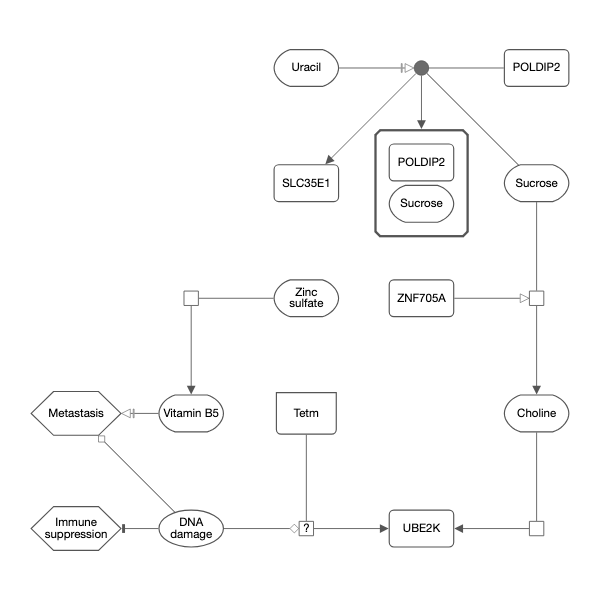 Uracil
POLDIP2
POLDIP2
SLC35E1
Sucrose
Sucrose
Zinc
sulfate
ZNF705A
Metastasis
Vitamin B5
Tetm
Choline
Immune
suppression
DNA
damage
?
UBE2K